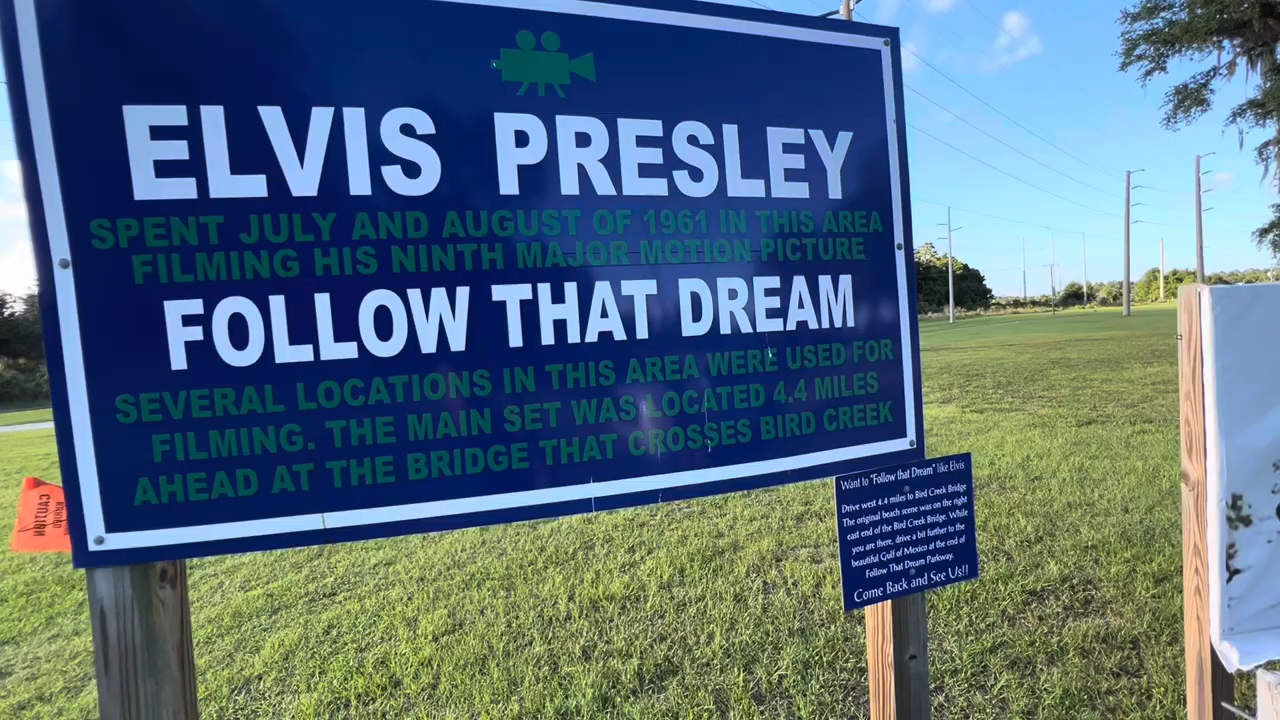 ELVIS PRESLEY
SPENT JULY AND AUGUST OF 1961 IN THIS AREA
FILMING HIS NINTH MAJOR MOTION PICTURE
FOLLOW THAT DREAM
SEVERAL LOCATIONS IN THIS AREA WERE USED FOR
FILMING. THE MAIN SET WAS LOCATED 4.4 MILES
AHEAD AT THE BRIDGE THAT CROSSES BIRD CREEK
Want to "Follow that Dream" like Elvis
Drive west 4.4 miles to Bird Creek Bridge
The original beach scene was on the right
east end of the Bird Creek Bridge. While
you are there, drive a bit further to the
beautiful Gulf of Mexico at the end of
Follow That Dream Parkway.
Come Back and See Us!!
CAUTION